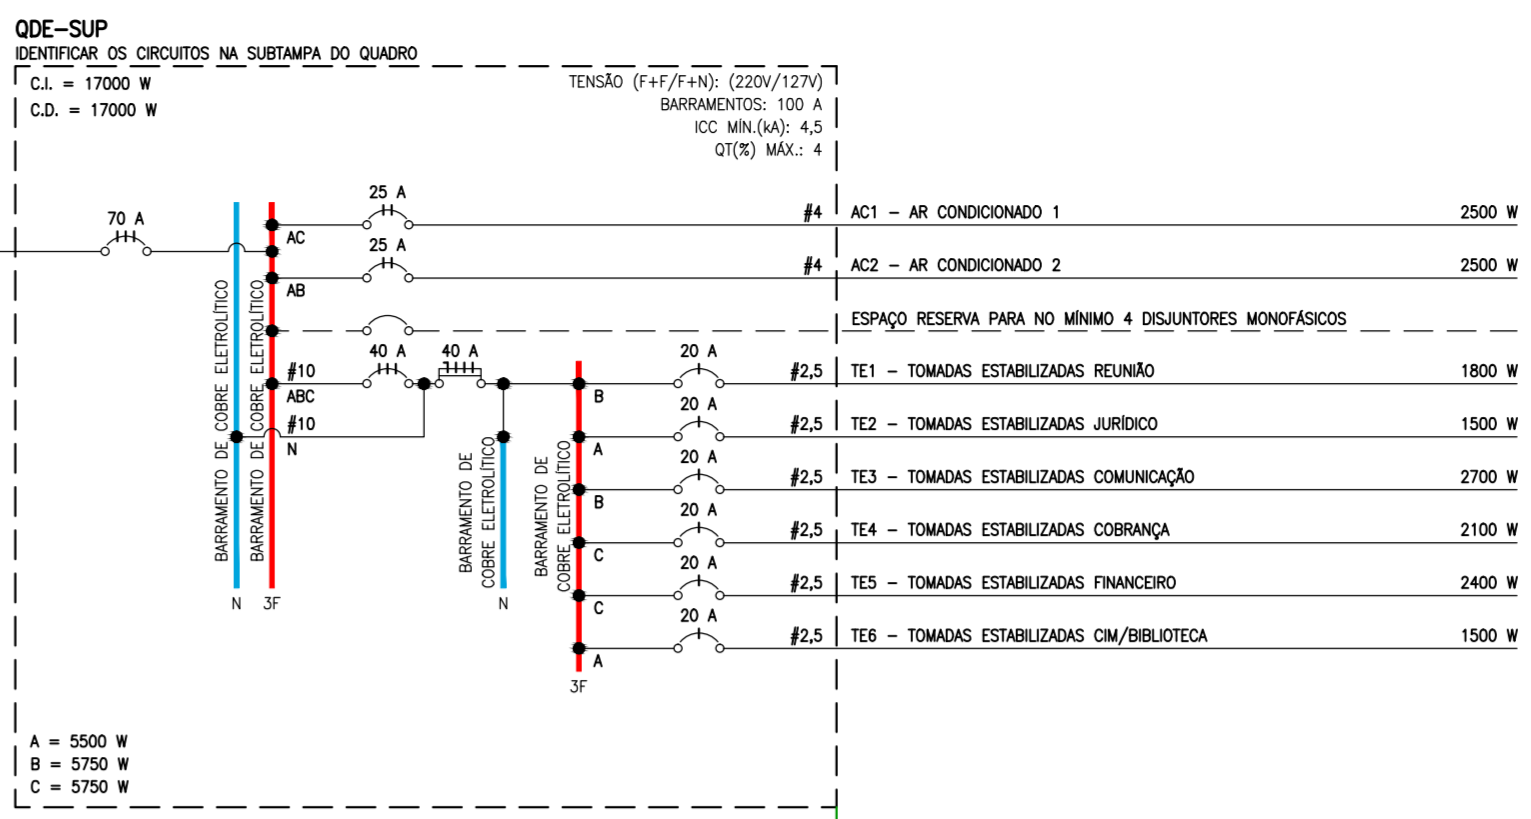 QDE-SUP
IDENTIFICAR OS CIRCUITOS NA SUBTAMPA DO QUADRO
C.I. = 17000 W
C.D. = 17000 W
TENSÃO (F+F/F+N): (220V/127V)
BARRAMENTOS: 100 A
ICC MÍN.(kA): 4,5
QT(%) MÁX.: 4
70 A
25 A
AC
#4
AC1 - AR CONDICIONADO 1
2500 W
25 A
AB
#4
AC2 - AR CONDICIONADO 2
2500 W
ESPAÇO RESERVA PARA NO MÍNIMO 4 DISJUNTORES MONOFÁSICOS
#10
ABC
40 A
40 A
#10
N
BARRAMENTO DE COBRE ELETROLÍTICO
BARRAMENTO DE COBRE ELETROLÍTICO
N
3F
BARRAMENTO DE
COBRE ELETROLÍTICO
N
BARRAMENTO DE
COBRE ELETROLÍTICO
3F
20 A
B
#2,5
TE1 - TOMADAS ESTABILIZADAS REUNIÃO
1800 W
20 A
A
#2,5
TE2 - TOMADAS ESTABILIZADAS JURÍDICO
1500 W
20 A
B
#2,5
TE3 - TOMADAS ESTABILIZADAS COMUNICAÇÃO
2700 W
20 A
C
#2,5
TE4 - TOMADAS ESTABILIZADAS COBRANÇA
2100 W
20 A
C
#2,5
TE5 - TOMADAS ESTABILIZADAS FINANCEIRO
2400 W
20 A
A
#2,5
TE6 - TOMADAS ESTABILIZADAS CIM/BIBLIOTECA
1500 W
A = 5500 W
B = 5750 W
C = 5750 W